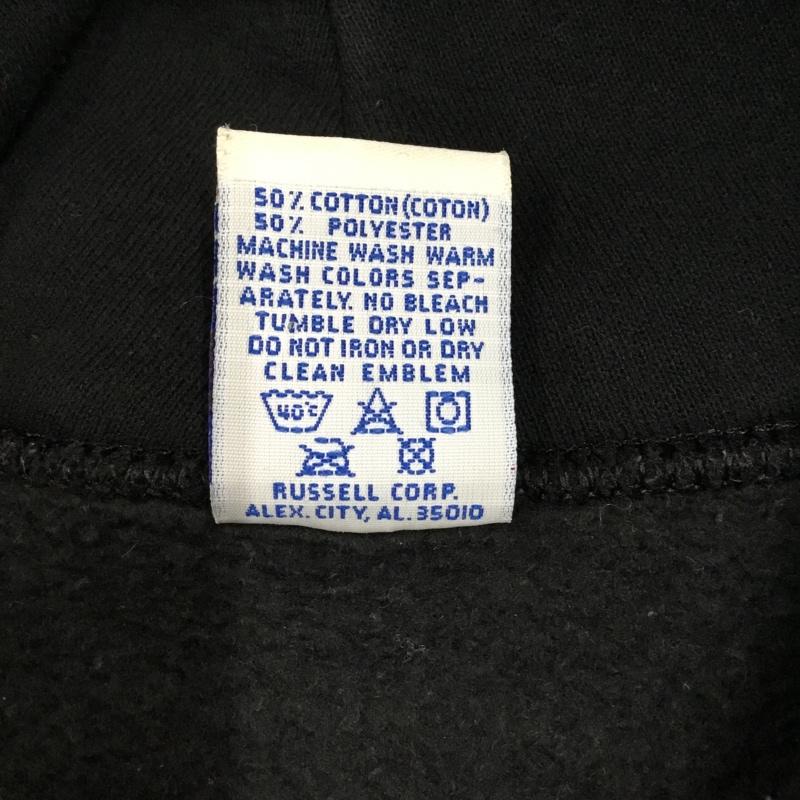 50% COTTON (COTON)
50% POLYESTER
MACHINE WASH WARM
WASH COLORS SEP-
ARATELY. NO BLEACH
TUMBLE DRY LOW
DO NOT IRON OR DRY
CLEAN EMBLEM
40°C
RUSSELL CORP.
ALEX. CITY, AL. 35010